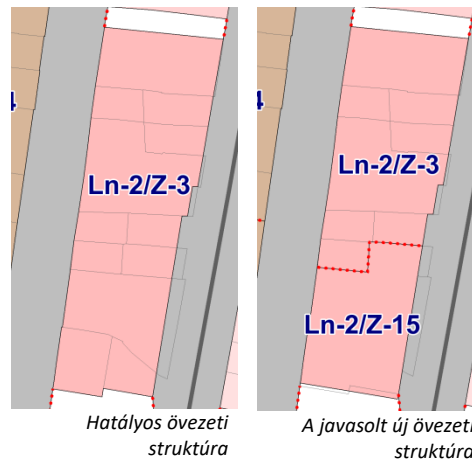 Ln-2/Z-3
Hatályos övezeti
struktúra
Ln-2/Z-3
Ln-2/Z-15
A javasolt új övezeti
struktúra